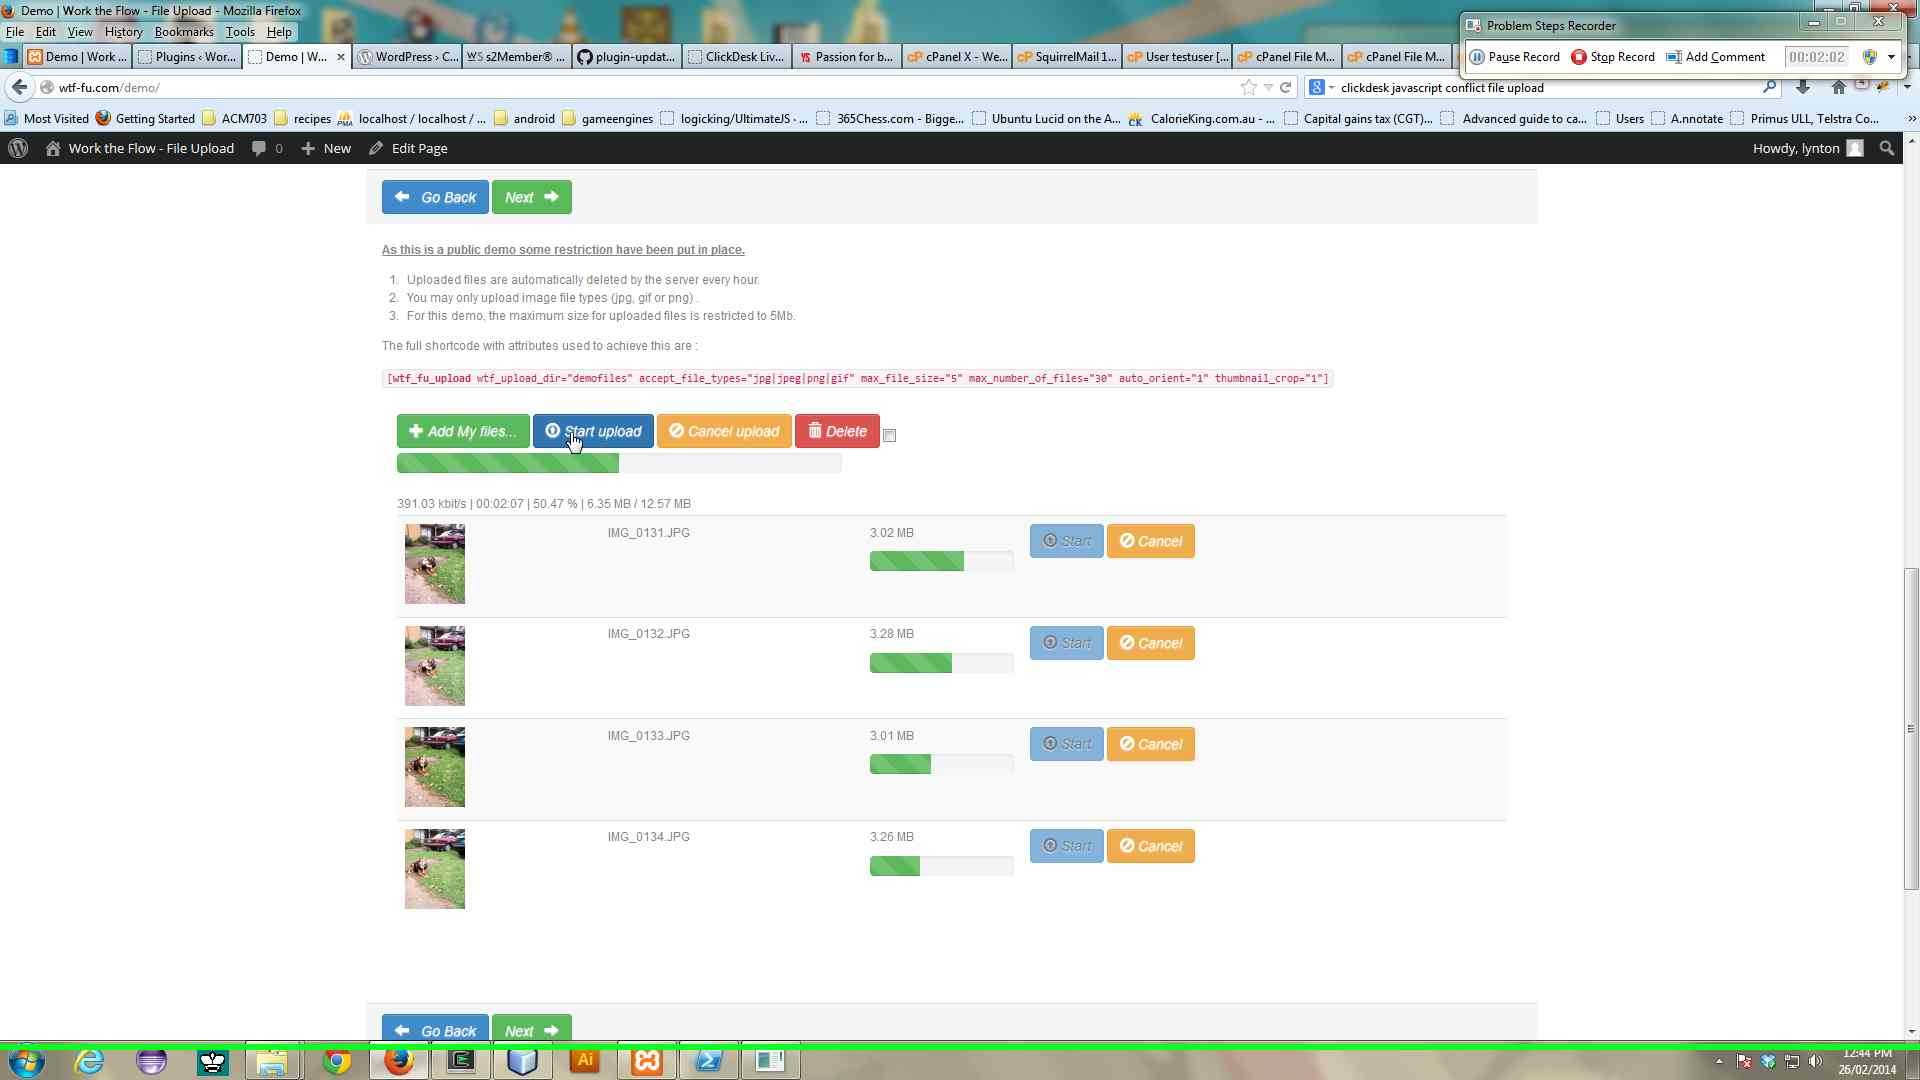 Demo | Work the Flow - File Upload - Mozilla Firefox
File Edit View History Bookmarks Tools Help
Problem Steps Recorder
Pause Record Stop Record Add Comment 00:02:02
Demo | Work ... Plugins ‹ Wor... Demo | W... WordPress › C... s2Member® ... plugin-updat... ClickDesk Liv... Passion for b... cPanel X - We... SquirrelMail 1... User testuser [... cPanel File M... cPanel File M...
wtf-fu.com/demo/ clickdesk javascript conflict file upload
Most Visited Getting Started ACM703 recipes localhost / localhost / ... android gameengines logicking/UltimateJS - ... 365Chess.com - Bigge... Ubuntu Lucid on the A... CalorieKing.com.au - ... Capital gains tax (CGT)... Advanced guide to ca... Users A.nnotate Primus ULL, Telstra Co...
Work the Flow - File Upload 0 New Edit Page Howdy, lynton
Go Back Next
As this is a public demo some restriction have been put in place.
1. Uploaded files are automatically deleted by the server every hour.
2. You may only upload image file types (jpg, gif or png) .
3. For this demo, the maximum size for uploaded files is restricted to 5Mb.
The full shortcode with attributes used to achieve this are :
[wtf_fu_upload wtf_upload_dir="demofiles" accept_file_types="jpg|jpeg|png|gif" max_file_size="5" max_number_of_files="30" auto_orient="1" thumbnail_crop="1"]
Add My files... Start upload Cancel upload Delete
391.03 kbit/s | 00:02:07 | 50.47 % | 6.35 MB / 12.57 MB
IMG_0131.JPG 3.02 MB Start Cancel
IMG_0132.JPG 3.28 MB Start Cancel
IMG_0133.JPG 3.01 MB Start Cancel
IMG_0134.JPG 3.26 MB Start Cancel
Go Back Next
Ai
12:44 PM
26/02/2014